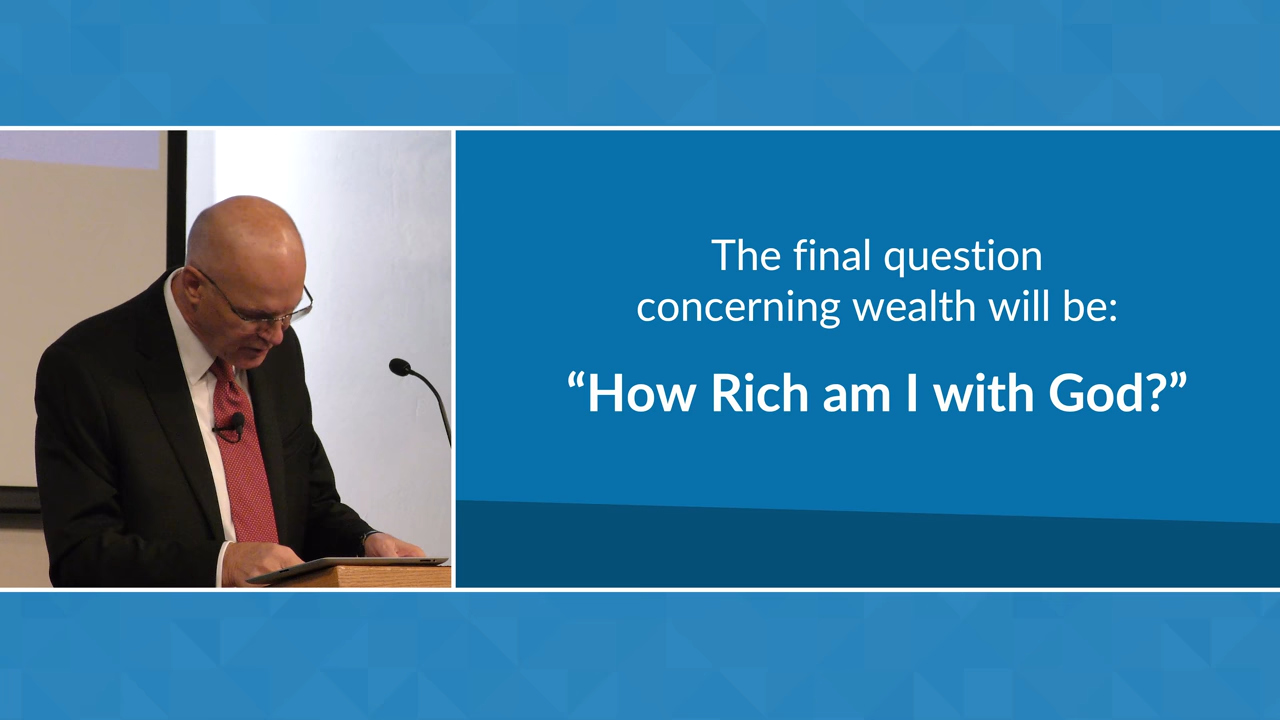 The final question
concerning wealth will be:
“How Rich am I with God?”